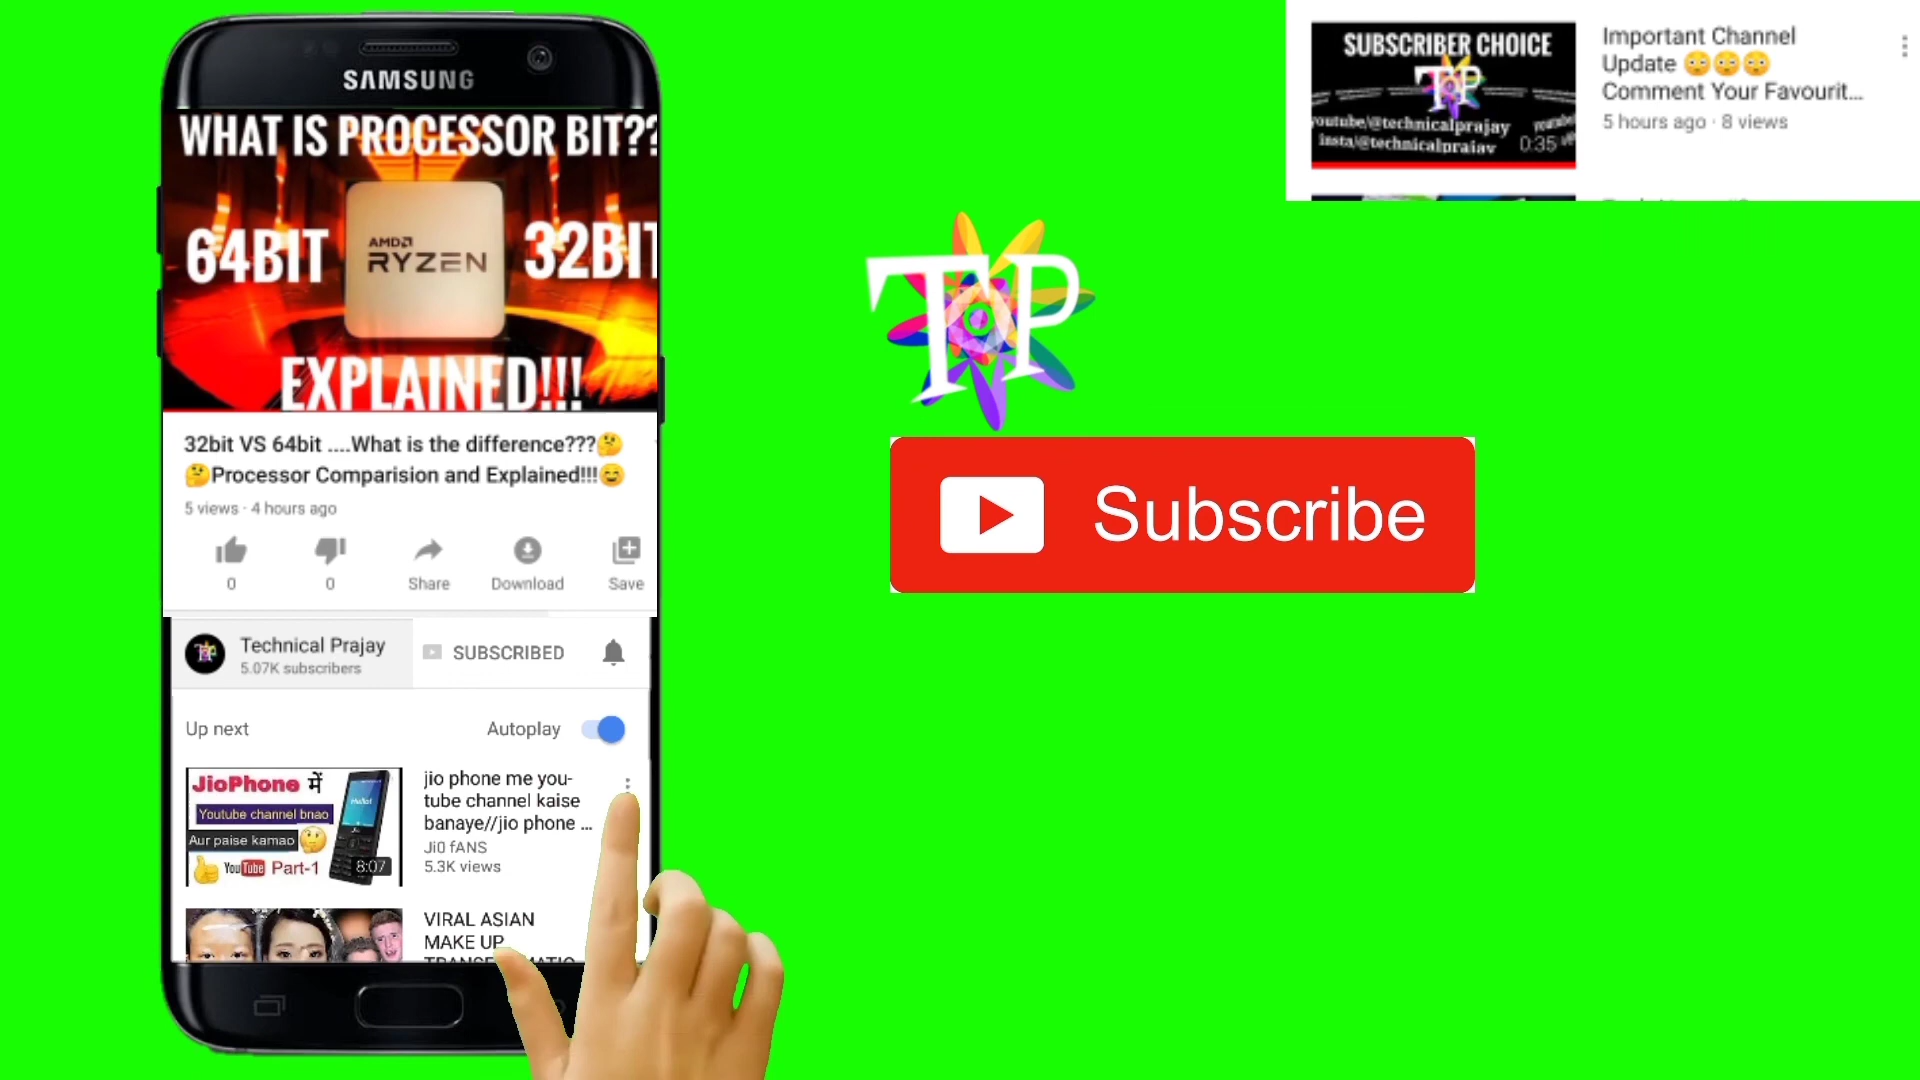 SAMSUNG
WHAT IS PROCESSOR BIT??
64BIT
AMD
RYZEN
32BIT
EXPLAINED!!!
32bit VS 64bit ....What is the difference???🤔
🤔Processor Comparision and Explained!!!☺️
5 views · 4 hours ago
0
0
Share
Download
Save
Technical Prajay
5.07K subscribers
SUBSCRIBED
Up next
Autoplay
JioPhone में
Youtube channel bnao
Aur paise kamao
YouTube Part-1
8:07
Hello!
jio phone me you-
tube channel kaise
banaye//jio phone ...
Ji0 fANS
5.3K views
VIRAL ASIAN
MAKE UP
TP
Subscribe
SUBSCRIBER CHOICE
TP
youtube/@technicalprajay
insta/@technicalprajay
0:35
Important Channel
Update 😳😳😳
Comment Your Favourit...
5 hours ago · 8 views